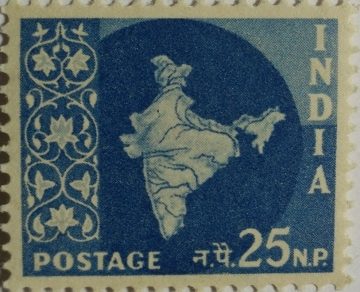 INDIA
POSTAGE न.पै. 25 N.P.